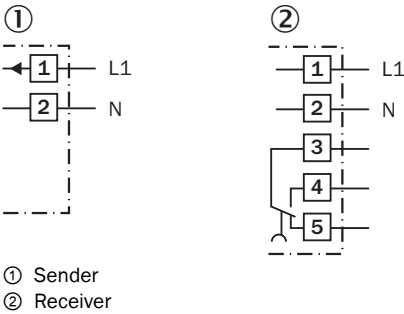 ① ②
1 L1 1 L1
2 N 2 N
3
4
5
① Sender
② Receiver